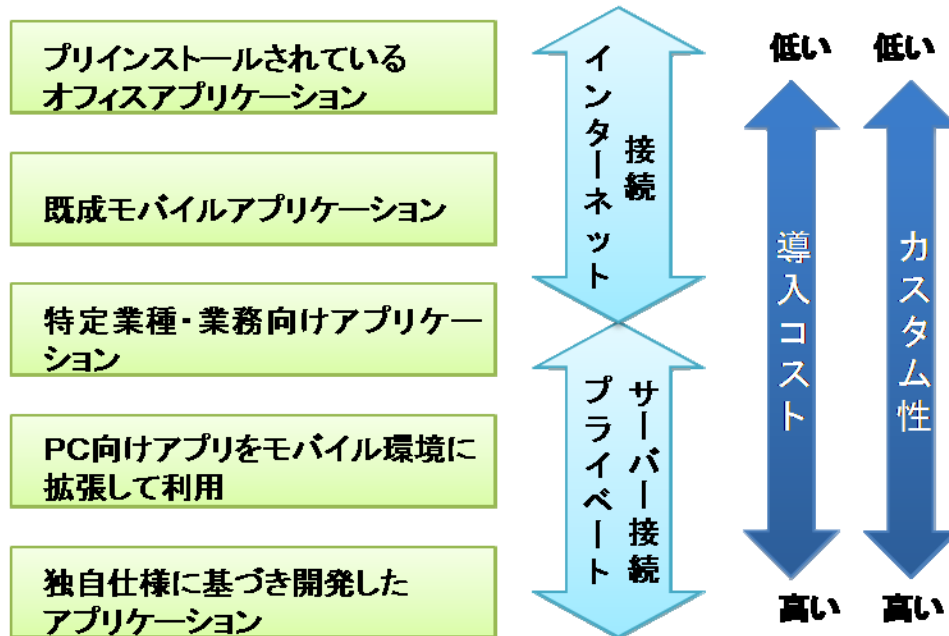 プリインストールされている
オフィスアプリケーション
既成モバイルアプリケーション
特定業種・業務向けアプリケー
ション
PC向けアプリをモバイル環境に
拡張して利用
独自仕様に基づき開発した
アプリケーション
インターネット
接続
プライベート
サーバー接続
低い
導入コスト
高い
低い
カスタム性
高い